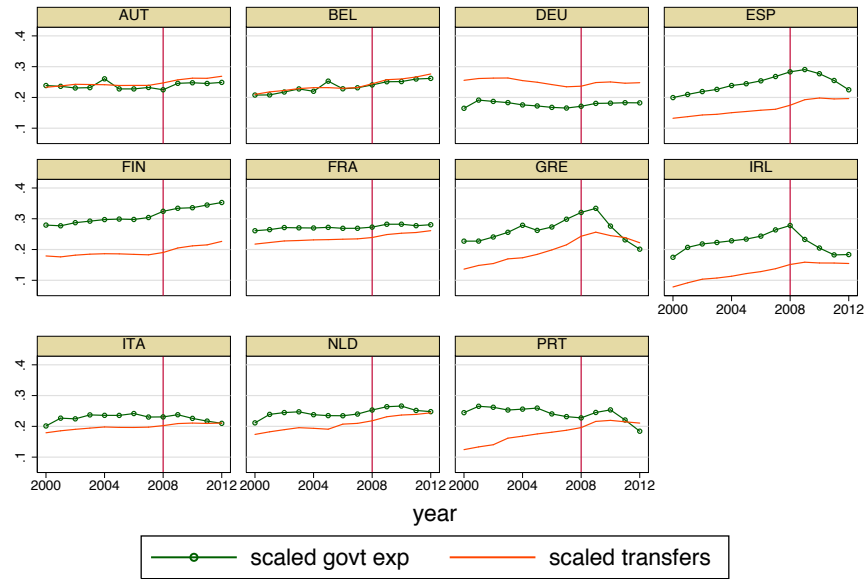 AUT BEL DEU ESP
.4
.3
.2
.1
FIN FRA GRE IRL
.4
.3
.2
.1
2000 2004 2008 2012
ITA NLD PRT
.4
.3
.2
.1
2000 2004 2008 2012 2000 2004 2008 2012 2000 2004 2008 2012
year
scaled govt exp scaled transfers